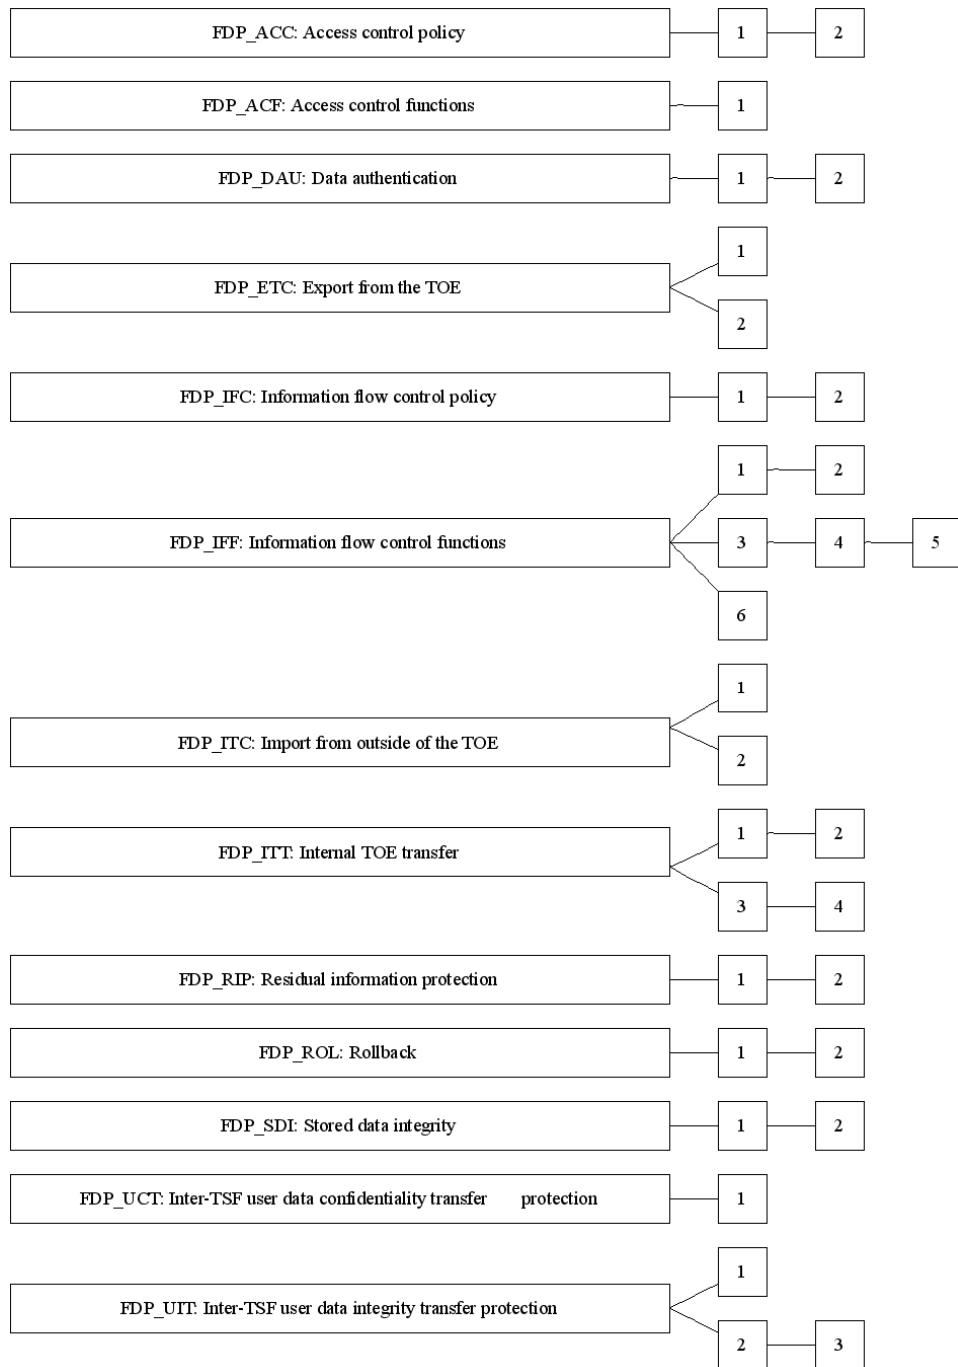 FDP_ACC: Access control policy 1 2
FDP_ACF: Access control functions 1
FDP_DAU: Data authentication 1 2
1
FDP_ETC: Export from the TOE
2
FDP_IFC: Information flow control policy 1 2
1 2
FDP_IFF: Information flow control functions 3 4 5
6
1
FDP_ITC: Import from outside of the TOE
2
1 2
FDP_ITT: Internal TOE transfer
3 4
FDP_RIP: Residual information protection 1 2
FDP_ROL: Rollback 1 2
FDP_SDI: Stored data integrity 1 2
FDP_UCT: Inter-TSF user data confidentiality transfer protection 1
1
FDP_UIT: Inter-TSF user data integrity transfer protection
2 3